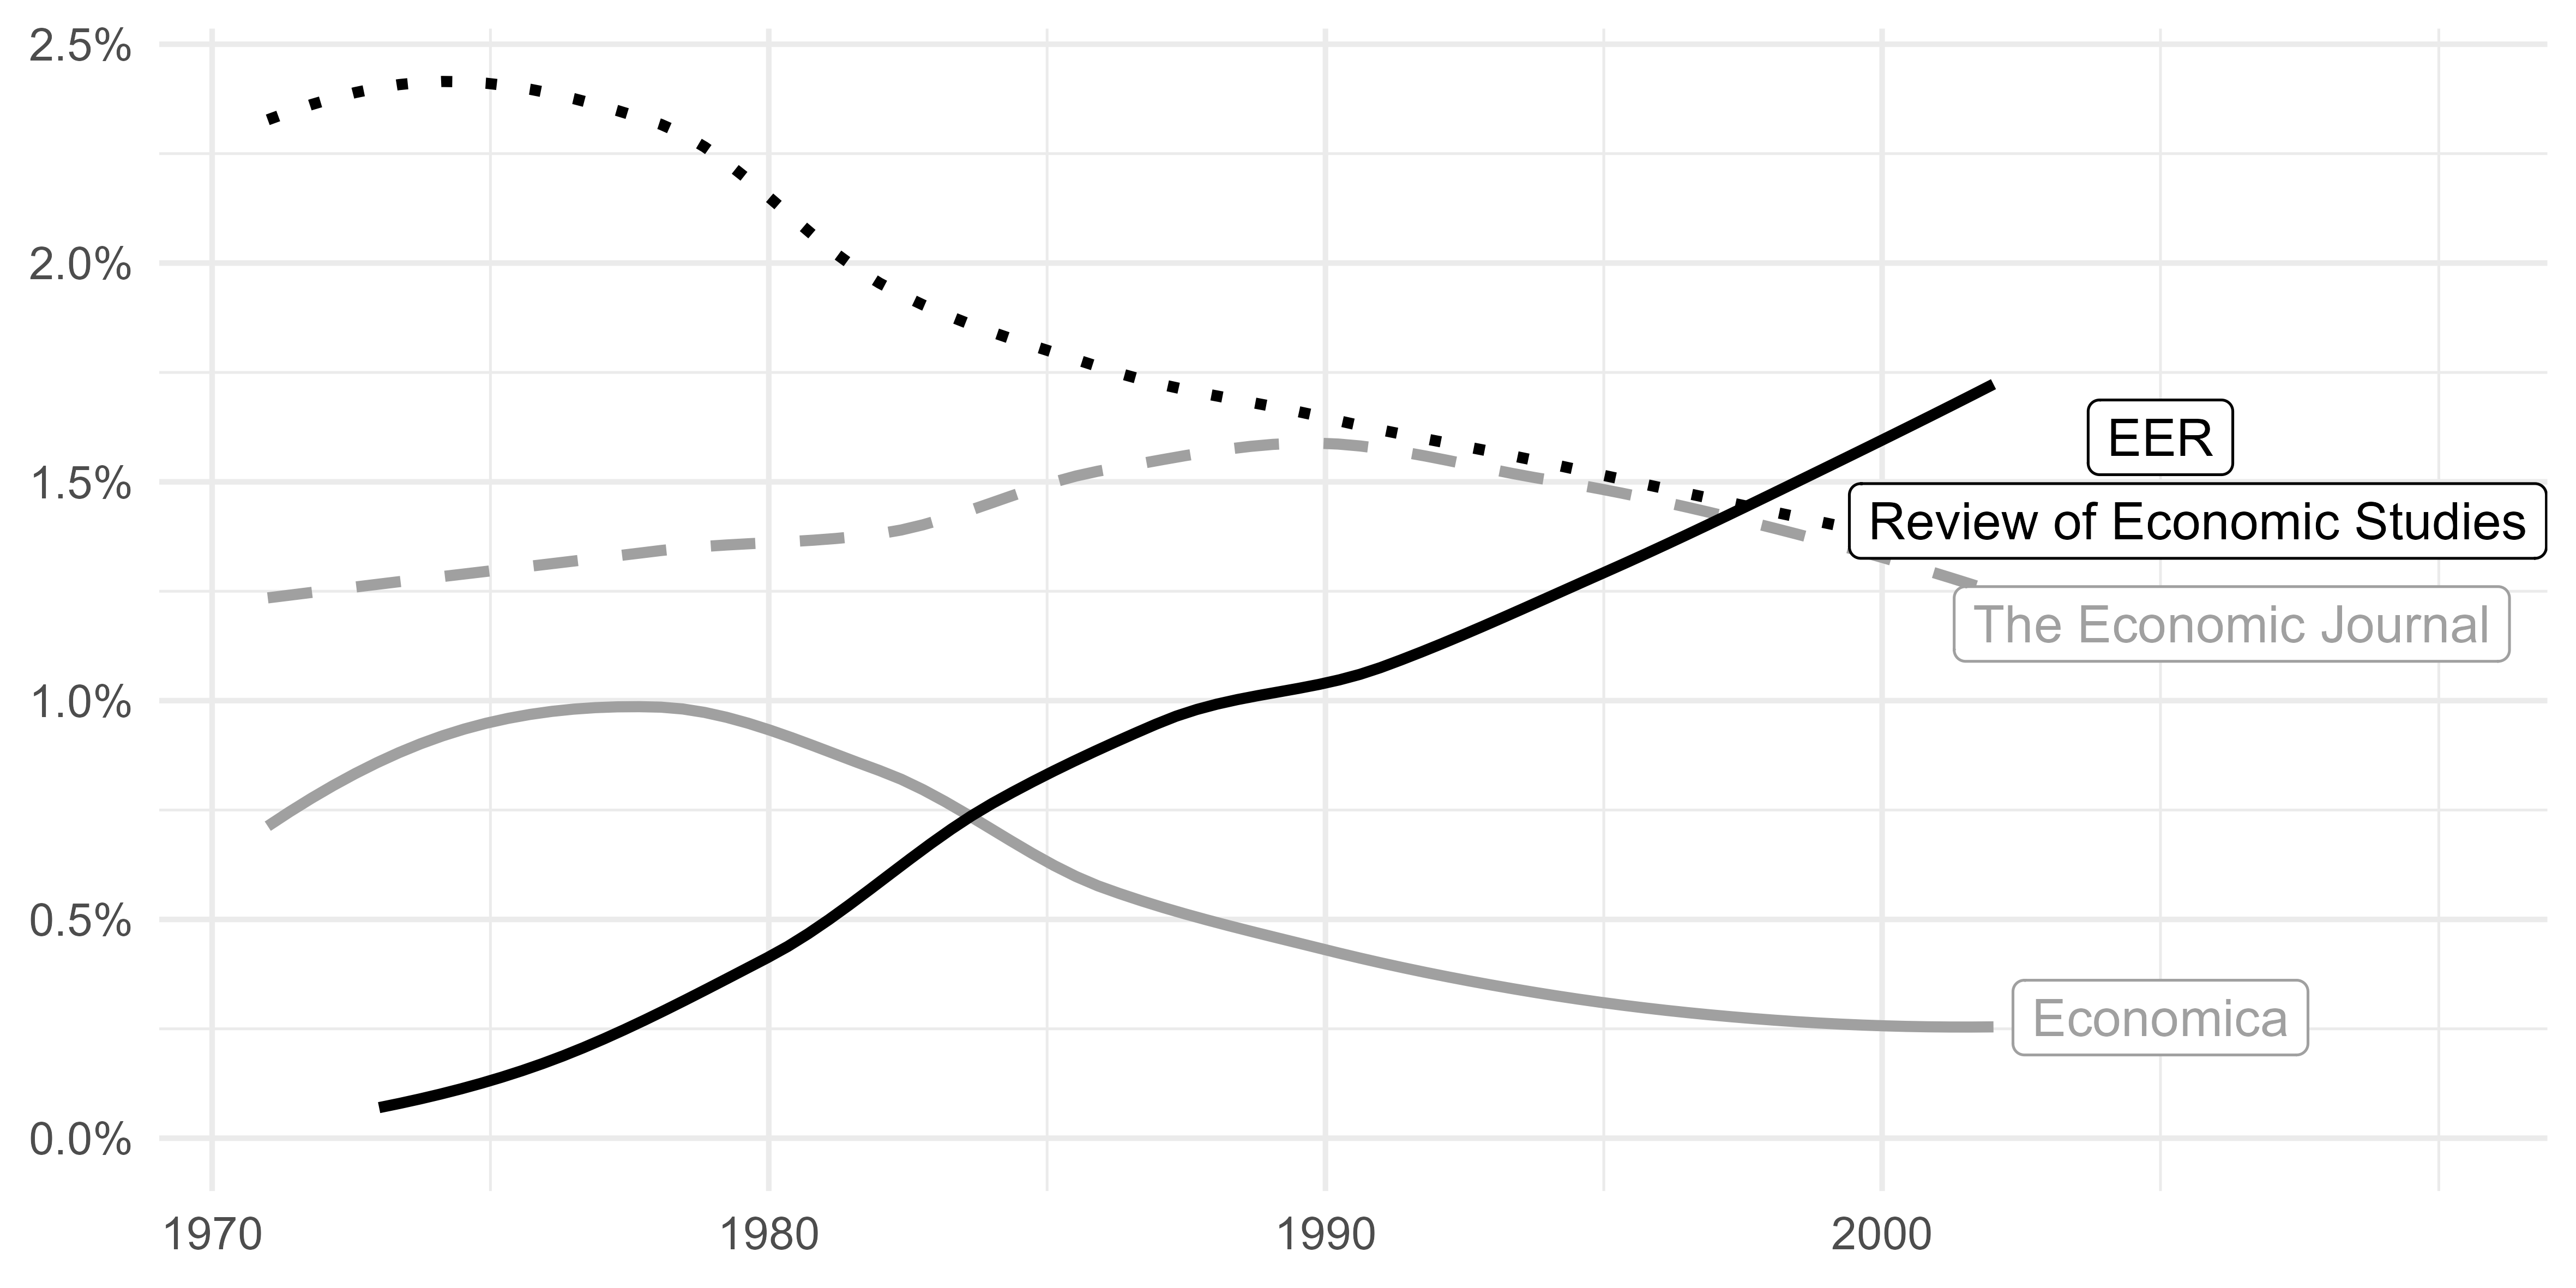 2.5%
2.0%
1.5%
1.0%
0.5%
0.0%
EER
Review of Economic Studies
The Economic Journal
Economica
1970 1980 1990 2000